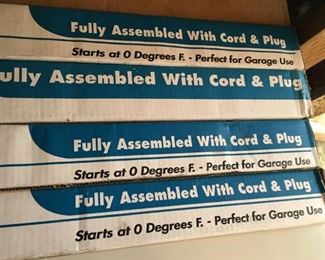 Fully Assembled With Cord & Plug
Starts at 0 Degrees F. - Perfect for Garage Use
ully Assembled With Cord & Plug
Fully Assembled With Cord & Plug
Starts at 0 Degrees F. - Perfect for Garage Use
Fully Assembled With Cord & Plug
Starts at 0 Degrees F. - Perfect for Garage Use